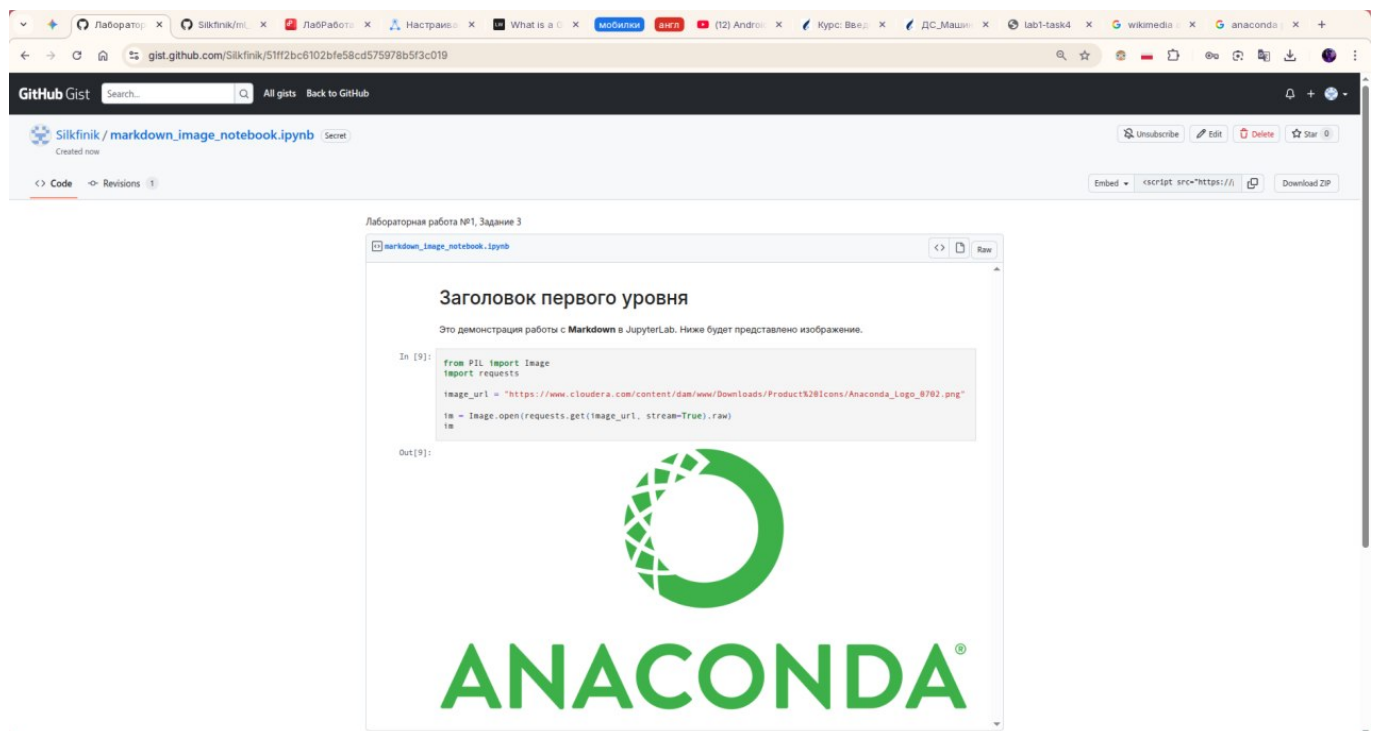 Лаборатор
Silkfinik/ml_
ЛабРабота
Настраива
What is a
мобилки
англ
(12) Androi
Курс:Введ
ДС_Машин
lab1-task4
wikimedia
anaconda
gist.github.com/Silkfinik/51ff2bc6102bfe58cd575978b5f3c019
GitHub Gist
Search...
All gists
Back to GitHub
Silkfinik / markdown_image_notebook.ipynb
Secret
Unsubscribe
Edit
Delete
Star 0
Created now
Code
Revisions 1
Embed
<script src="https://
Download ZIP
Лабораторная работа №1, Задание 3
markdown_image_notebook.ipynb
Raw
Заголовок первого уровня
Это демонстрация работы с Markdown в JupyterLab. Ниже будет представлено изображение.
In [9]:
from PIL import Image
import requests
image_url = "https://www.cloudera.com/content/dam/www/Downloads/Product%20Icons/Anaconda_Logo_0702.png"
im = Image.open(requests.get(image_url, stream=True).raw)
im
Out[9]:
ANACONDA®